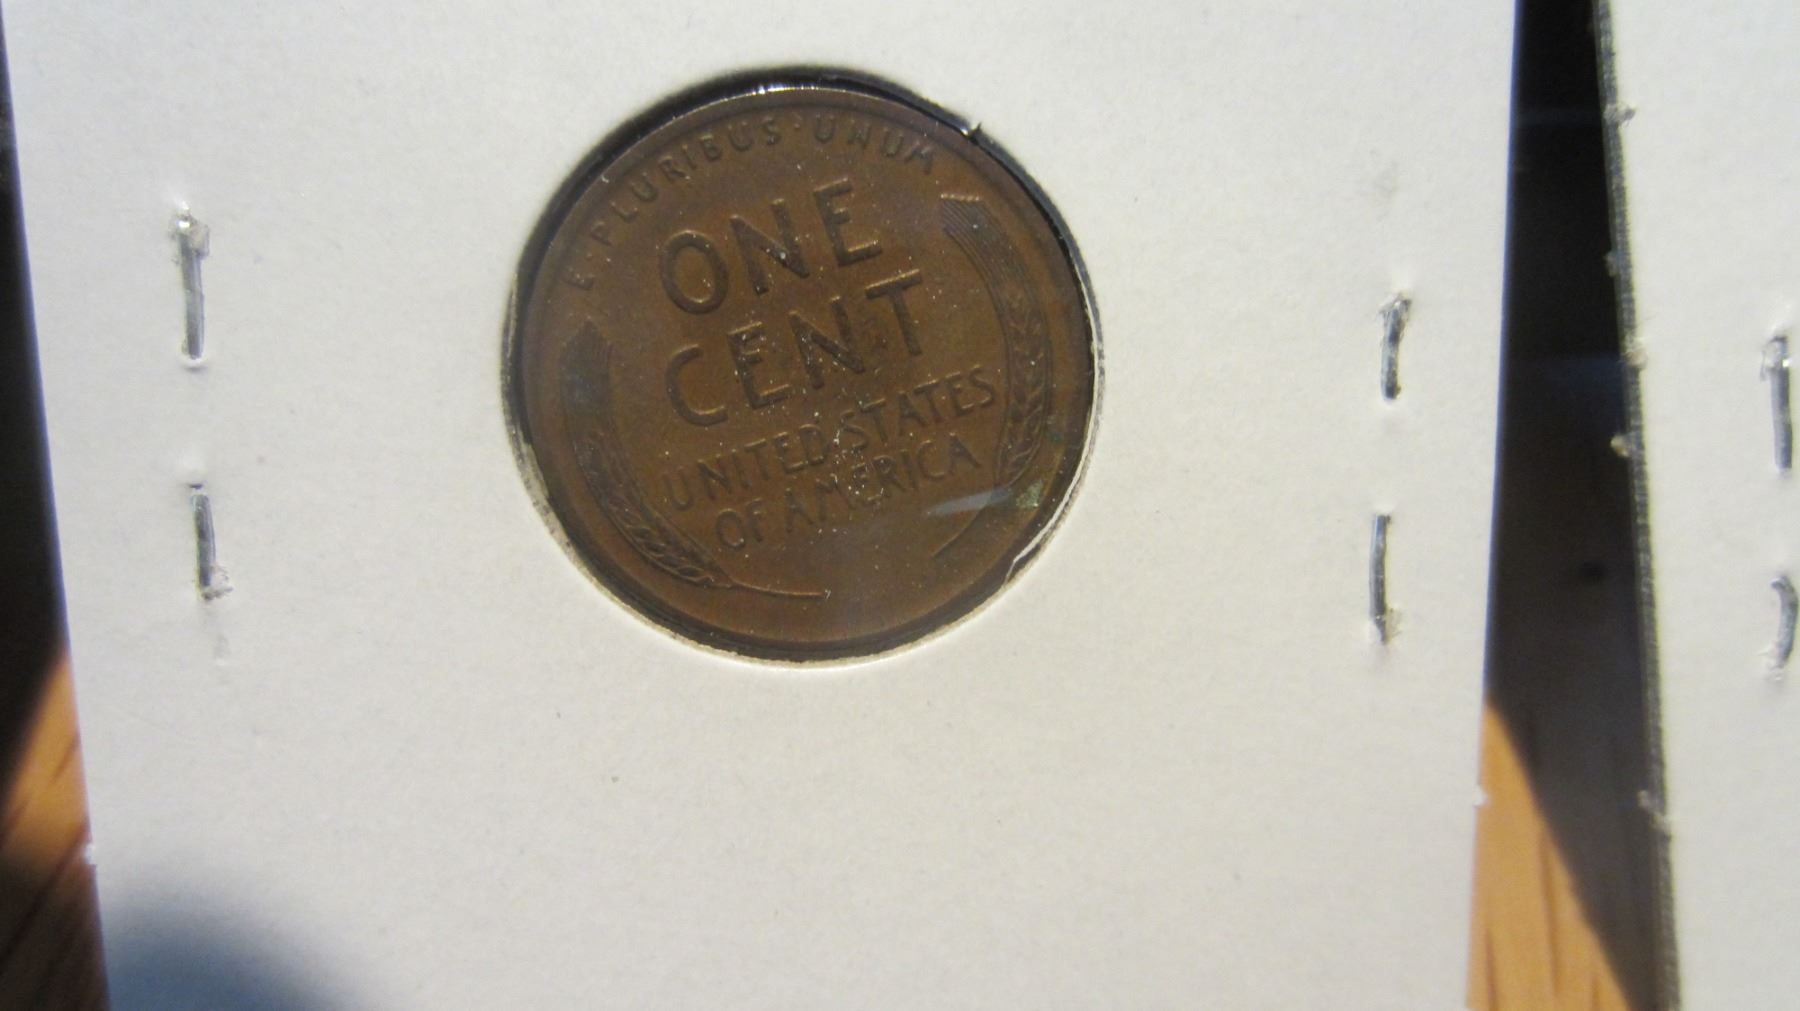 E·PLURIBUS·UNUM
ONE
CENT
UNITED STATES
OF AMERICA